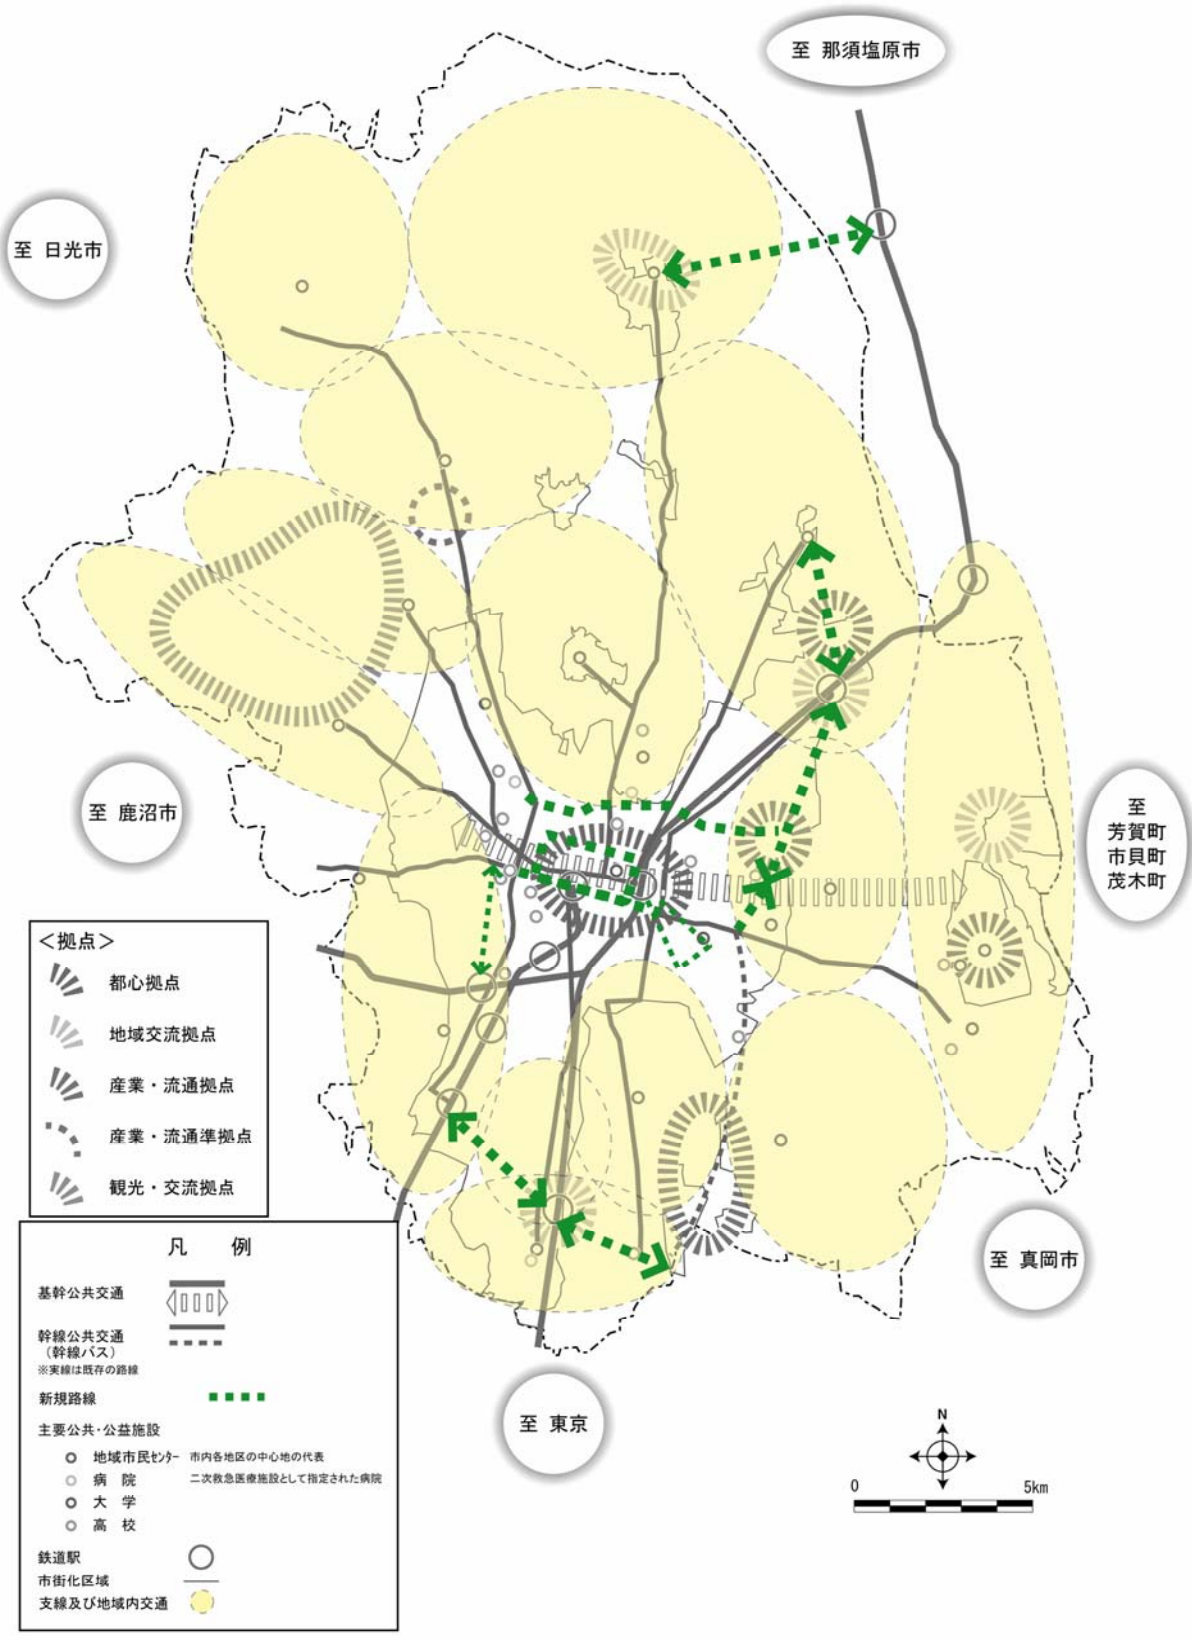 至 那須塩原市
至 日光市
至 鹿沼市
至
芳賀町
市貝町
茂木町
＜拠点＞
都心拠点
地域交流拠点
産業・流通拠点
産業・流通準拠点
観光・交流拠点
至 真岡市
凡　例
基幹公共交通
幹線公共交通
（幹線バス）
※実線は既存の路線
新規路線
主要公共・公益施設
地域市民センター 市内各地区の中心地の代表
病　院 二次救急医療施設として指定された病院
大　学
高　校
鉄道駅
市街化区域
支線及び地域内交通
至 東京
N
0 5km